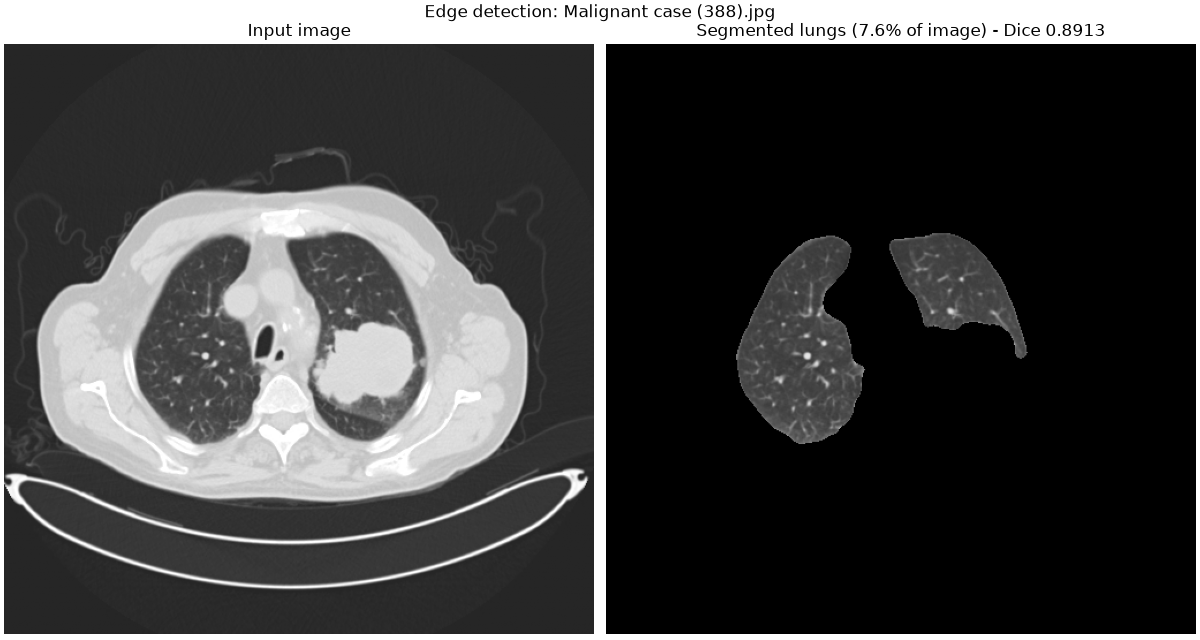 Edge detection: Malignant case (388).jpg
Input image
Segmented lungs (7.6% of image) - Dice 0.8913